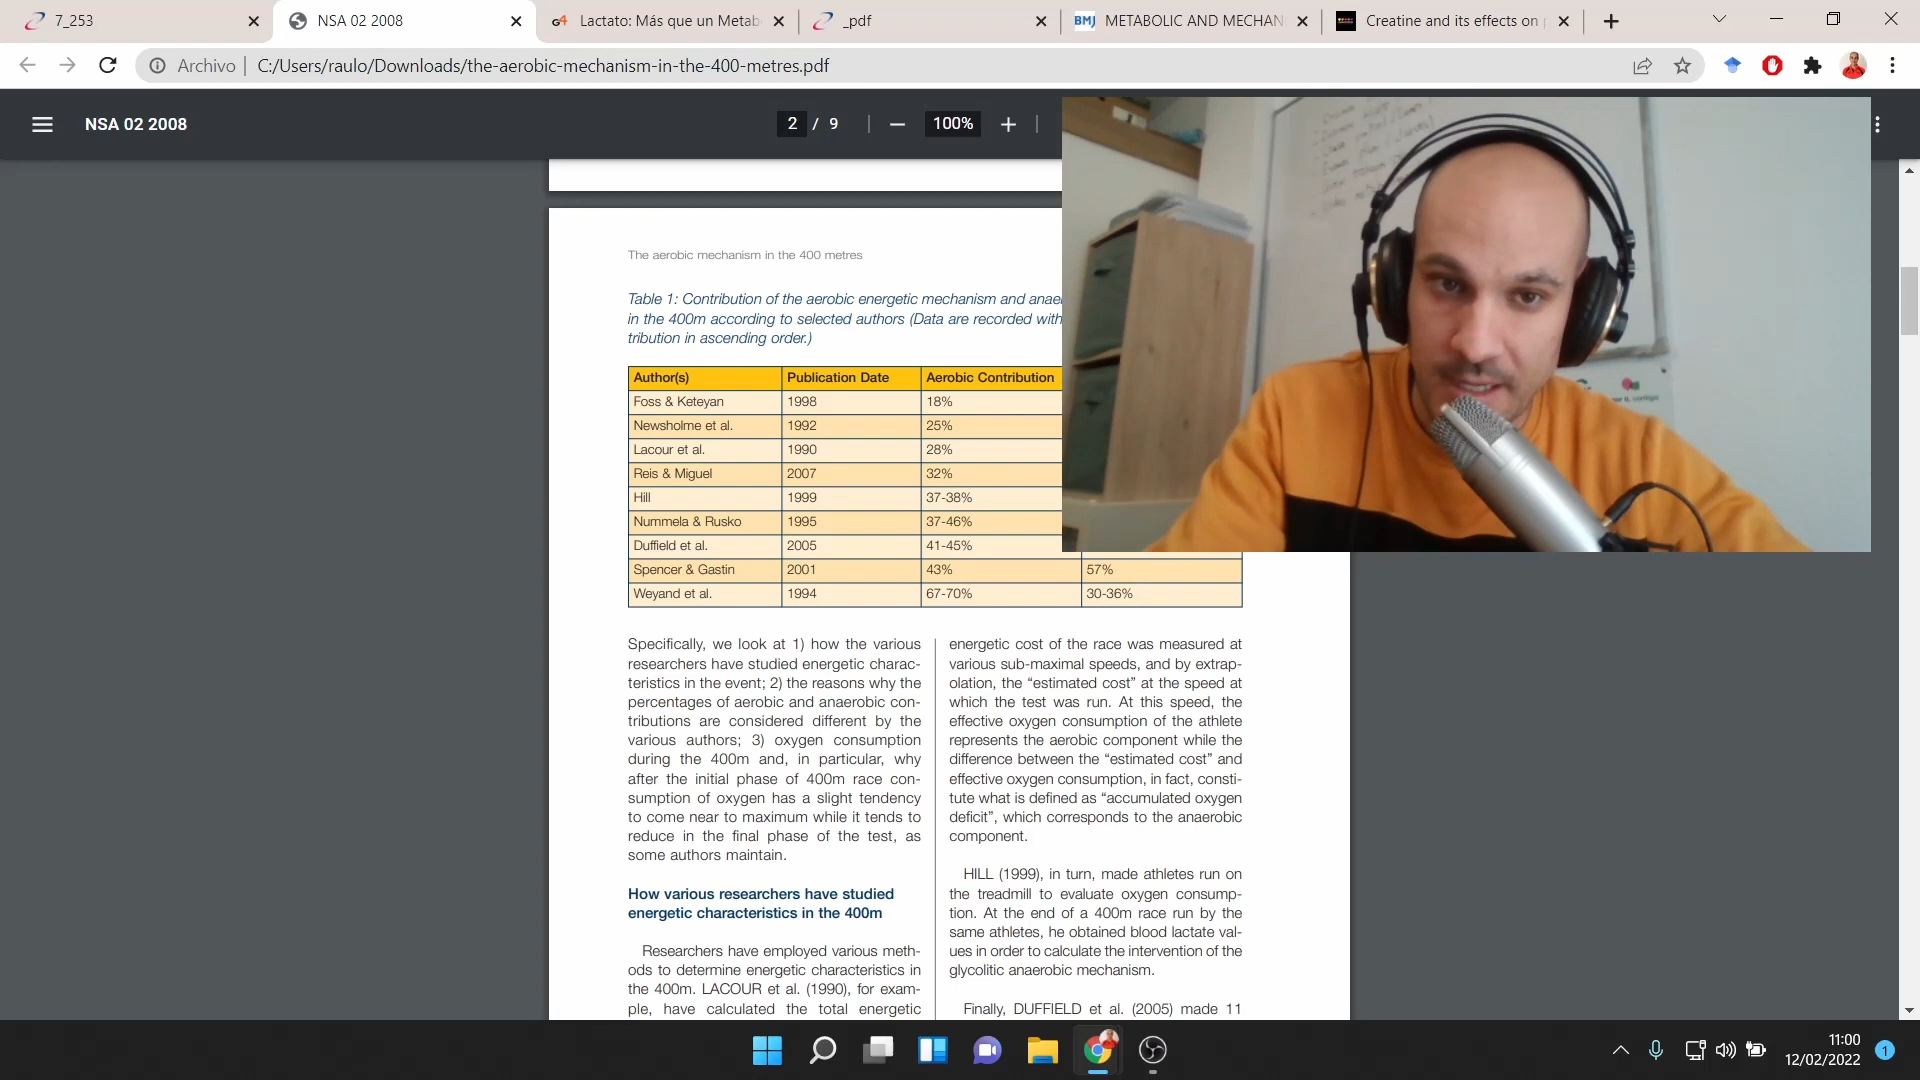 7_253
NSA 02 2008
Lactato: Más que un Metab
_pdf
BMJ METABOLIC AND MECHAN
Creatine and its effects on p
Archivo
C:/Users/raulo/Downloads/the-aerobic-mechanism-in-the-400-metres.pdf
NSA 02 2008
2 / 9
100%
The aerobic mechanism in the 400 metres
Table 1: Contribution of the aerobic energetic mechanism and anae
in the 400m according to selected authors (Data are recorded with
tribution in ascending order.)
Author(s) Publication Date Aerobic Contribution
Foss & Keteyan 1998 18%
Newsholme et al. 1992 25%
Lacour et al. 1990 28%
Reis & Miguel 2007 32%
Hill 1999 37-38%
Nummela & Rusko 1995 37-46%
Duffield et al. 2005 41-45%
Spencer & Gastin 2001 43% 57%
Weyand et al. 1994 67-70% 30-36%
Specifically, we look at 1) how the various
researchers have studied energetic charac-
teristics in the event; 2) the reasons why the
percentages of aerobic and anaerobic con-
tributions are considered different by the
various authors; 3) oxygen consumption
during the 400m and, in particular, why
after the initial phase of 400m race con-
sumption of oxygen has a slight tendency
to come near to maximum while it tends to
reduce in the final phase of the test, as
some authors maintain.
How various researchers have studied
energetic characteristics in the 400m
Researchers have employed various meth-
ods to determine energetic characteristics in
the 400m. LACOUR et al. (1990), for exam-
ple, have calculated the total energetic
energetic cost of the race was measured at
various sub-maximal speeds, and by extrap-
olation, the “estimated cost” at the speed at
which the test was run. At this speed, the
effective oxygen consumption of the athlete
represents the aerobic component while the
difference between the “estimated cost” and
effective oxygen consumption, in fact, consti-
tute what is defined as “accumulated oxygen
deficit”, which corresponds to the anaerobic
component.
HILL (1999), in turn, made athletes run on
the treadmill to evaluate oxygen consump-
tion. At the end of a 400m race run by the
same athletes, he obtained blood lactate val-
ues in order to calculate the intervention of the
glycolitic anaerobic mechanism.
Finally, DUFFIELD et al. (2005) made 11
11:00
12/02/2022
1